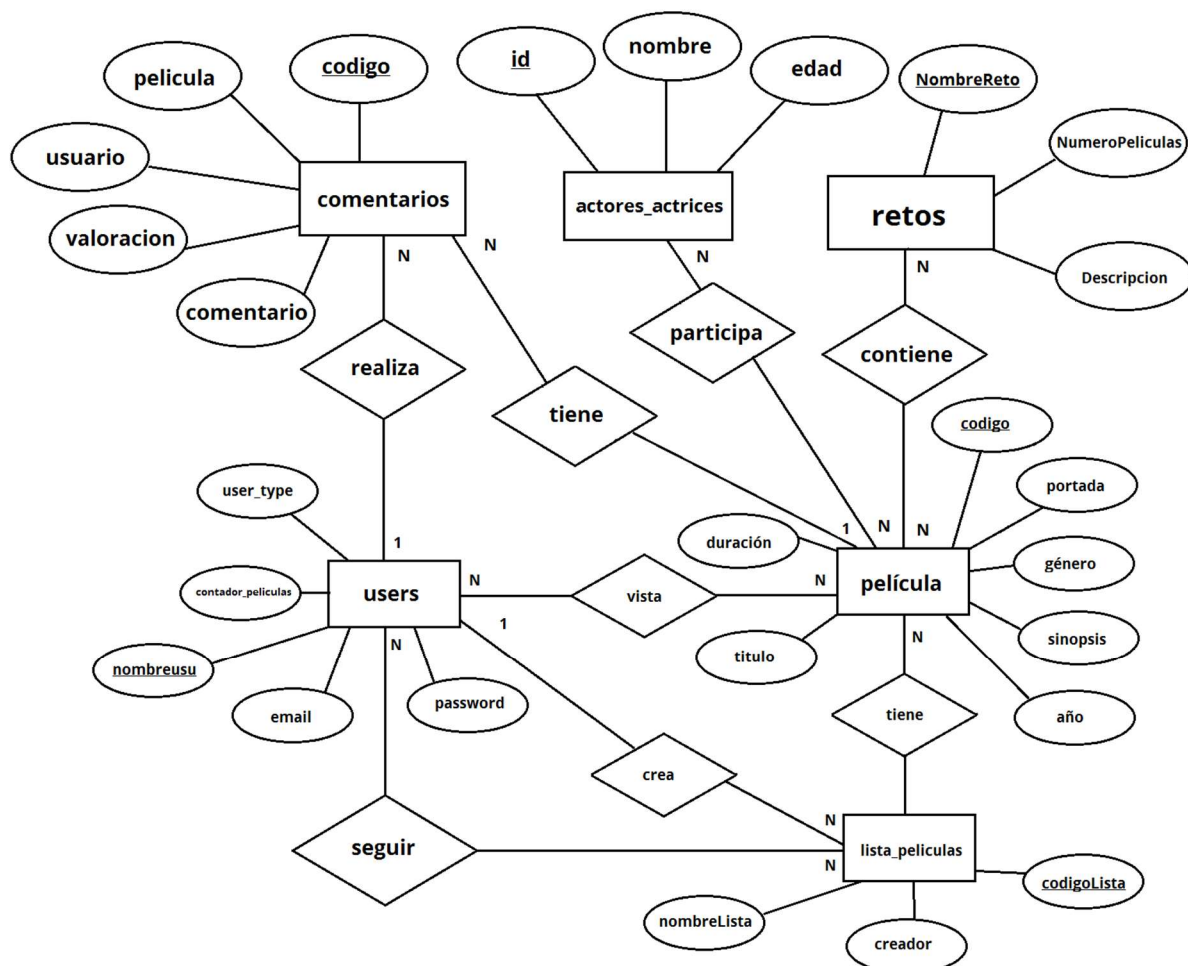 pelicula
codigo
id
nombre
edad
NombreReto
usuario
NumeroPeliculas
comentarios
actores_actrices
retos
valoracion
comentario
Descripcion
N
N
N
N
realiza
tiene
participa
contiene
codigo
user_type
portada
1
1
N
N
duración
contador_peliculas
users
N
vista
N
película
género
1
N
N
titulo
sinopsis
nombreusu
email
password
tiene
año
crea
N
seguir
lista_peliculas
N
codigoLista
nombreLista
creador